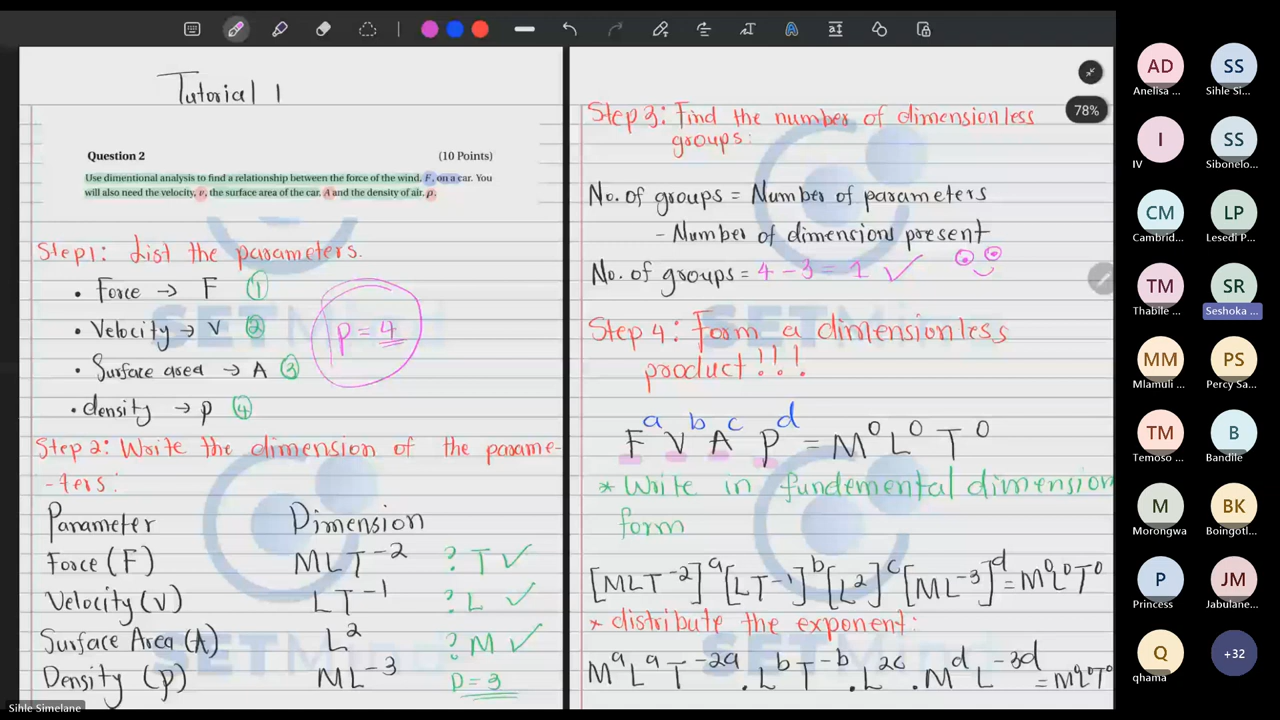 Tutorial 1
Question 2 (10 Points)
Use dimentional analysis to find a relationship between the force of the wind, F, on a car. You
will also need the velocity, v, the surface area of the car, A and the density of air, ρ.
Step1: List the parameters.
• Force → F ①
• Velocity → V ②
• Surface area → A ③
• density → ρ ④
P = 4
Step 2: Write the dimension of the parame-
-ters:
Parameter Dimension
Force (F) MLT⁻² ? T ✓
Velocity (V) LT⁻¹ ? L ✓
Surface Area (A) L² ? M ✓
Density (ρ) ML⁻³ D = 3
Sihle Simelane
78%
Step 3: Find the number of dimensionless
groups:
No. of groups = Number of parameters
- Number of dimensions present
No. of groups = 4 - 3 = 1 ✓
Step 4: Form a dimensionless
product!!!
Fᵃ Vᵇ Aᶜ ρᵈ = M⁰ L⁰ T⁰
* Write in fundemental dimension
form
[MLT⁻²]ᵃ [LT⁻¹]ᵇ [L²]ᶜ [ML⁻³]ᵈ = M⁰L⁰T⁰
* distribute the exponent:
Mᵃ Lᵃ T⁻²ᵃ . Lᵇ T⁻ᵇ . L²ᶜ . Mᵈ L⁻³ᵈ = M⁰L⁰T⁰
SETMind
AD SS
Anelisa ... Sihle Si...
I SS
IV Sibonelo...
CM LP
Cambrid... Lesedi P...
TM SR
Thabile ... Seshoka ...
MM PS
Mlamuli ... Percy Sa...
TM B
Temoso ... Bandile
M BK
Morongwa Boingotl...
P JM
Princess Jabulane...
Q +32
qhama